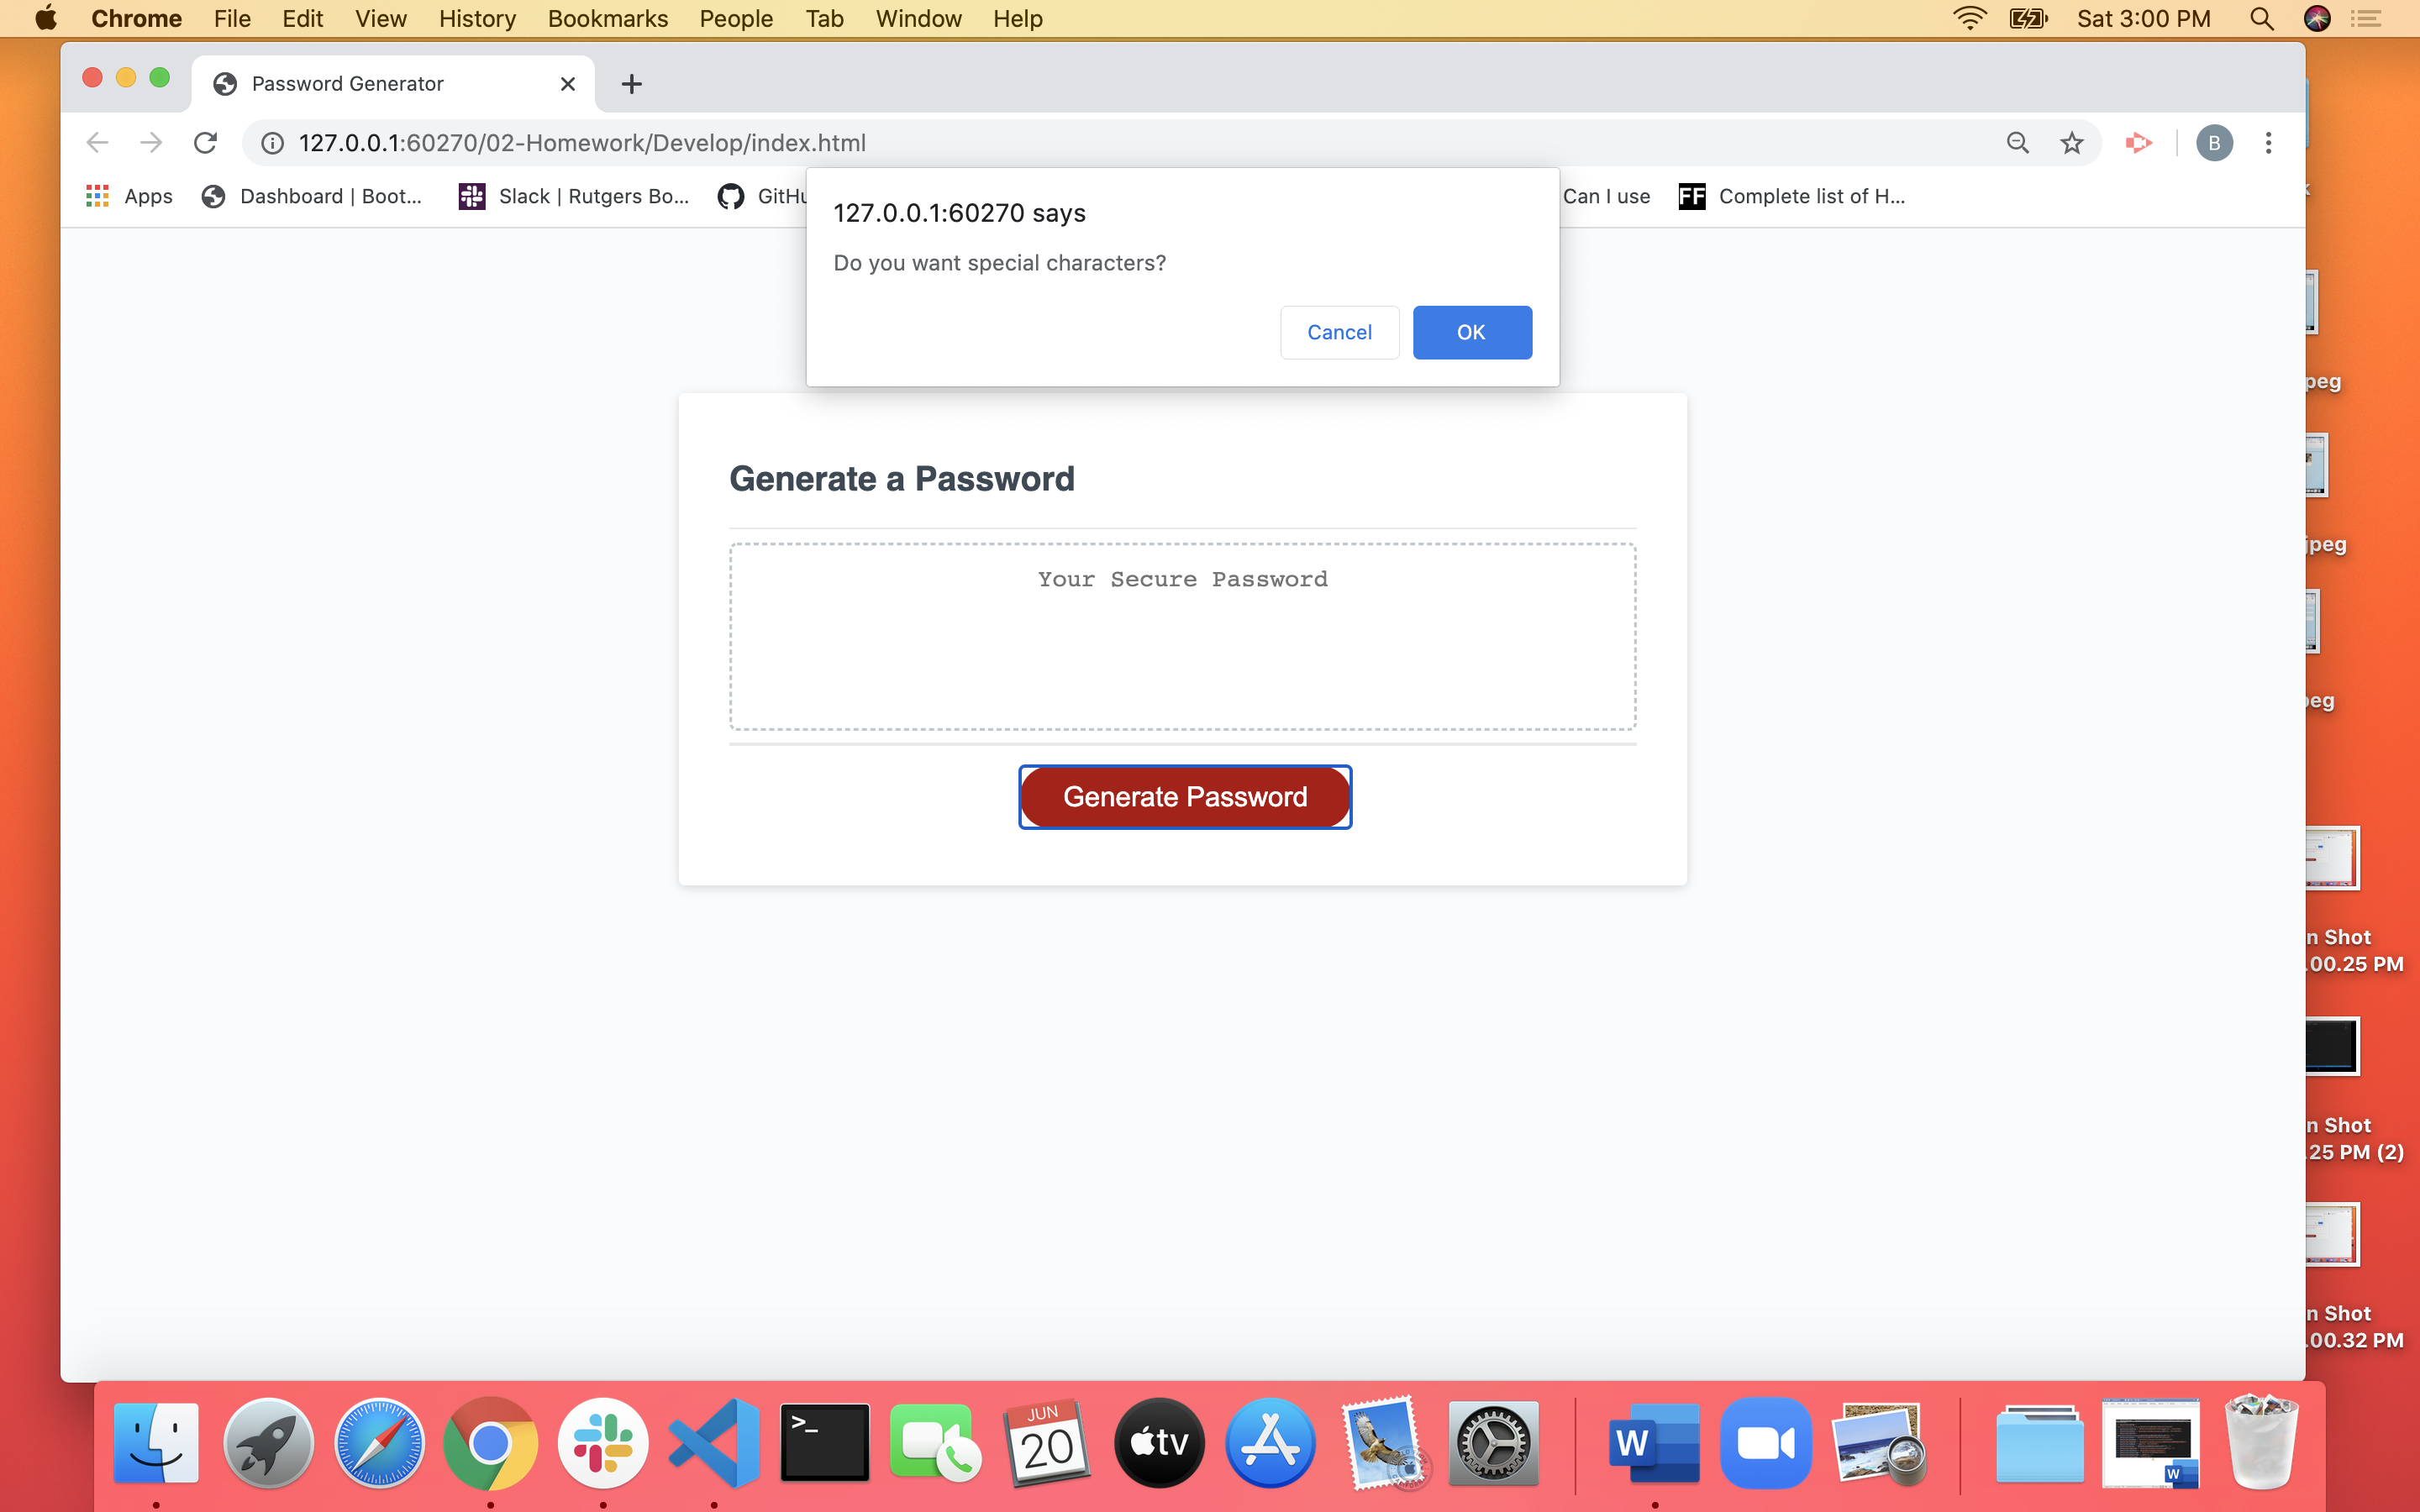 Chrome File Edit View History Bookmarks People Tab Window Help Sat 3:00 PM
Password Generator
127.0.0.1:60270/02-Homework/Develop/index.html B
Apps Dashboard | Boot... Slack | Rutgers Bo... GitHu Can I use FF Complete list of H...
127.0.0.1:60270 says
Do you want special characters?
Cancel OK
Generate a Password
Your Secure Password
Generate Password
peg
jpeg
peg
n Shot
.00.25 PM
n Shot
.25 PM (2)
n Shot
.00.32 PM
>_ JUN 20 tv W W